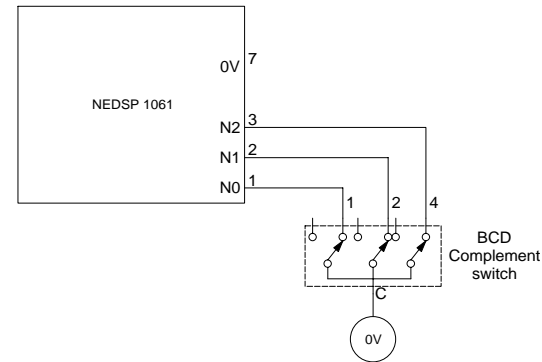 0V 7
NEDSP 1061
N2 3
N1 2
N0 1
1 2 4
BCD
Complement
switch
C
0V